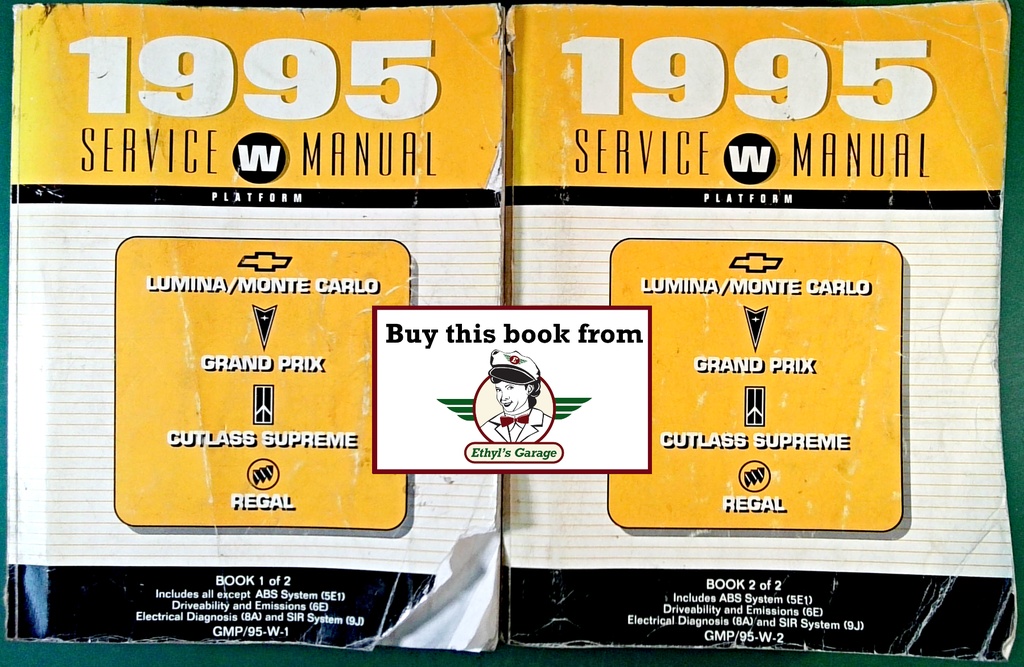 1995
SERVICE W MANUAL
PLATFORM
LUMINA/MONTE CARLO
GRAND PRIX
CUTLASS SUPREME
REGAL
BOOK 1 of 2
Includes all except ABS System (5E1)
Driveability and Emissions (6E)
Electrical Diagnosis (8A) and SIR System (9J)
GMP/95-W-1
1995
SERVICE W MANUAL
PLATFORM
LUMINA/MONTE CARLO
GRAND PRIX
CUTLASS SUPREME
REGAL
BOOK 2 of 2
Includes ABS System (5E1)
Driveability and Emissions (6E)
Electrical Diagnosis (8A) and SIR System (9J)
GMP/95-W-2
Buy this book from
Ethyl's Garage